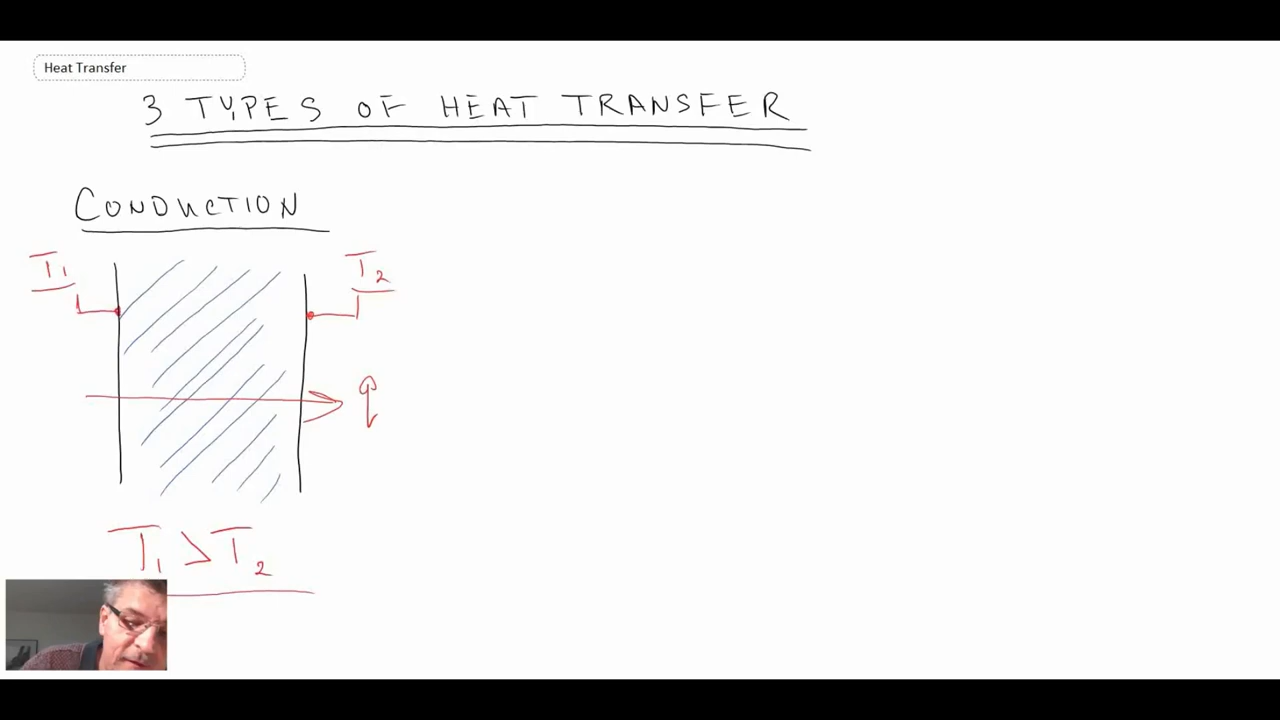 Heat Transfer
3 TYPES OF HEAT TRANSFER
CONDUCTION
T1
T2
q
T1 > T2